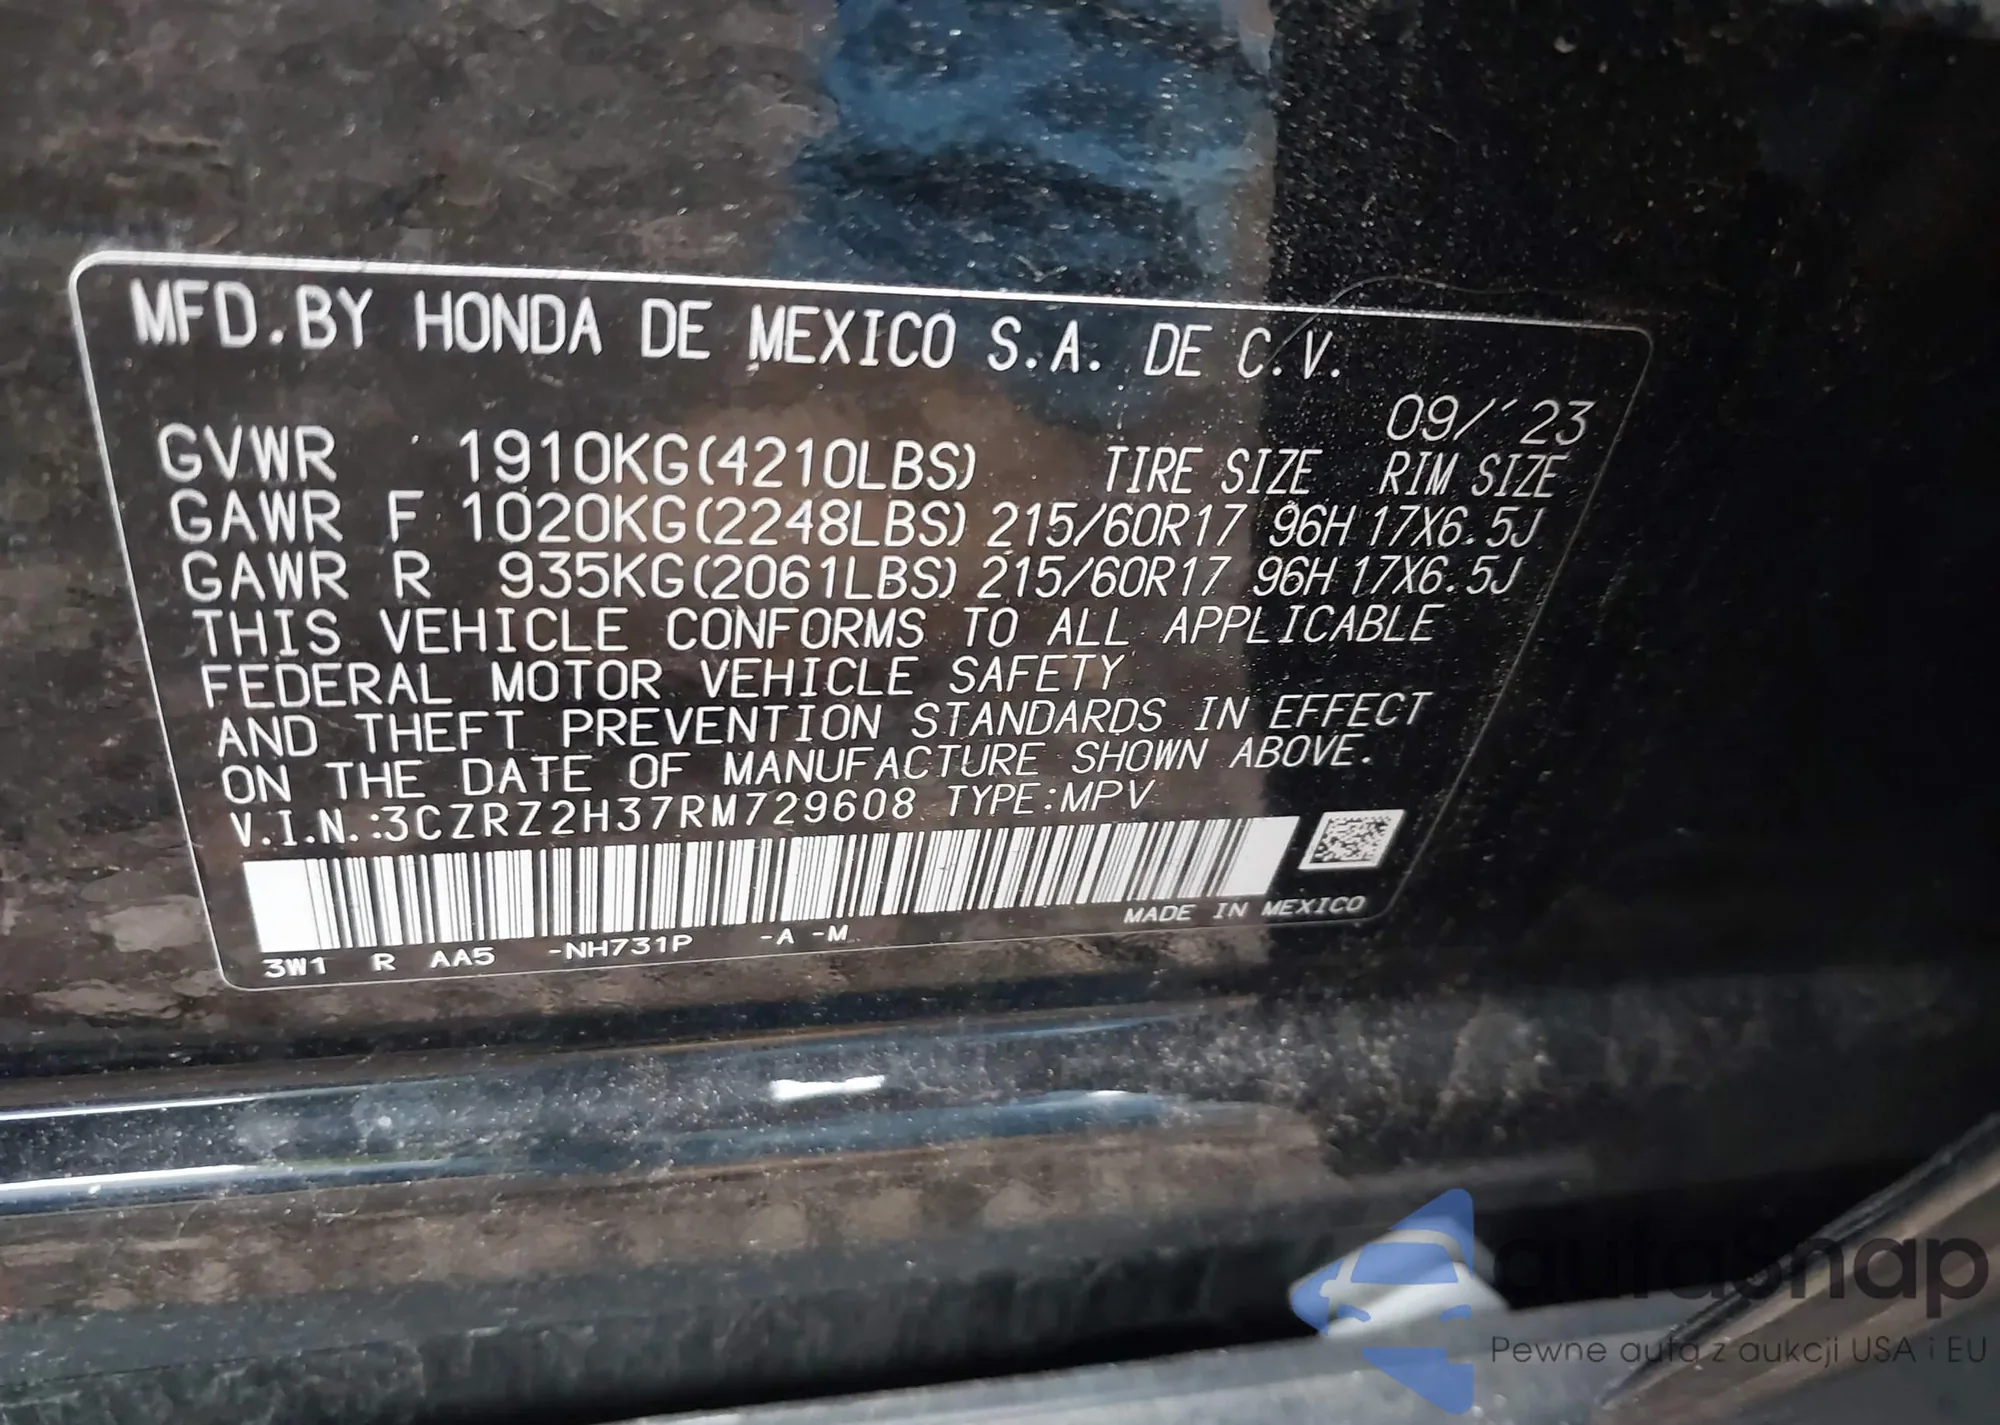 MFD.BY HONDA DE MEXICO S.A. DE C.V.
09/'23
GVWR 1910KG(4210LBS) TIRE SIZE RIM SIZE
GAWR F 1020KG(2248LBS) 215/60R17 96H 17X6.5J
GAWR R 935KG(2061LBS) 215/60R17 96H 17X6.5J
THIS VEHICLE CONFORMS TO ALL APPLICABLE
FEDERAL MOTOR VEHICLE SAFETY
AND THEFT PREVENTION STANDARDS IN EFFECT
ON THE DATE OF MANUFACTURE SHOWN ABOVE.
V.I.N.:3CZRZ2H37RM729608 TYPE:MPV
MADE IN MEXICO
3W1 R AA5 -NH731P -A -M
autasnap
Pewne auta z aukcji USA i EU